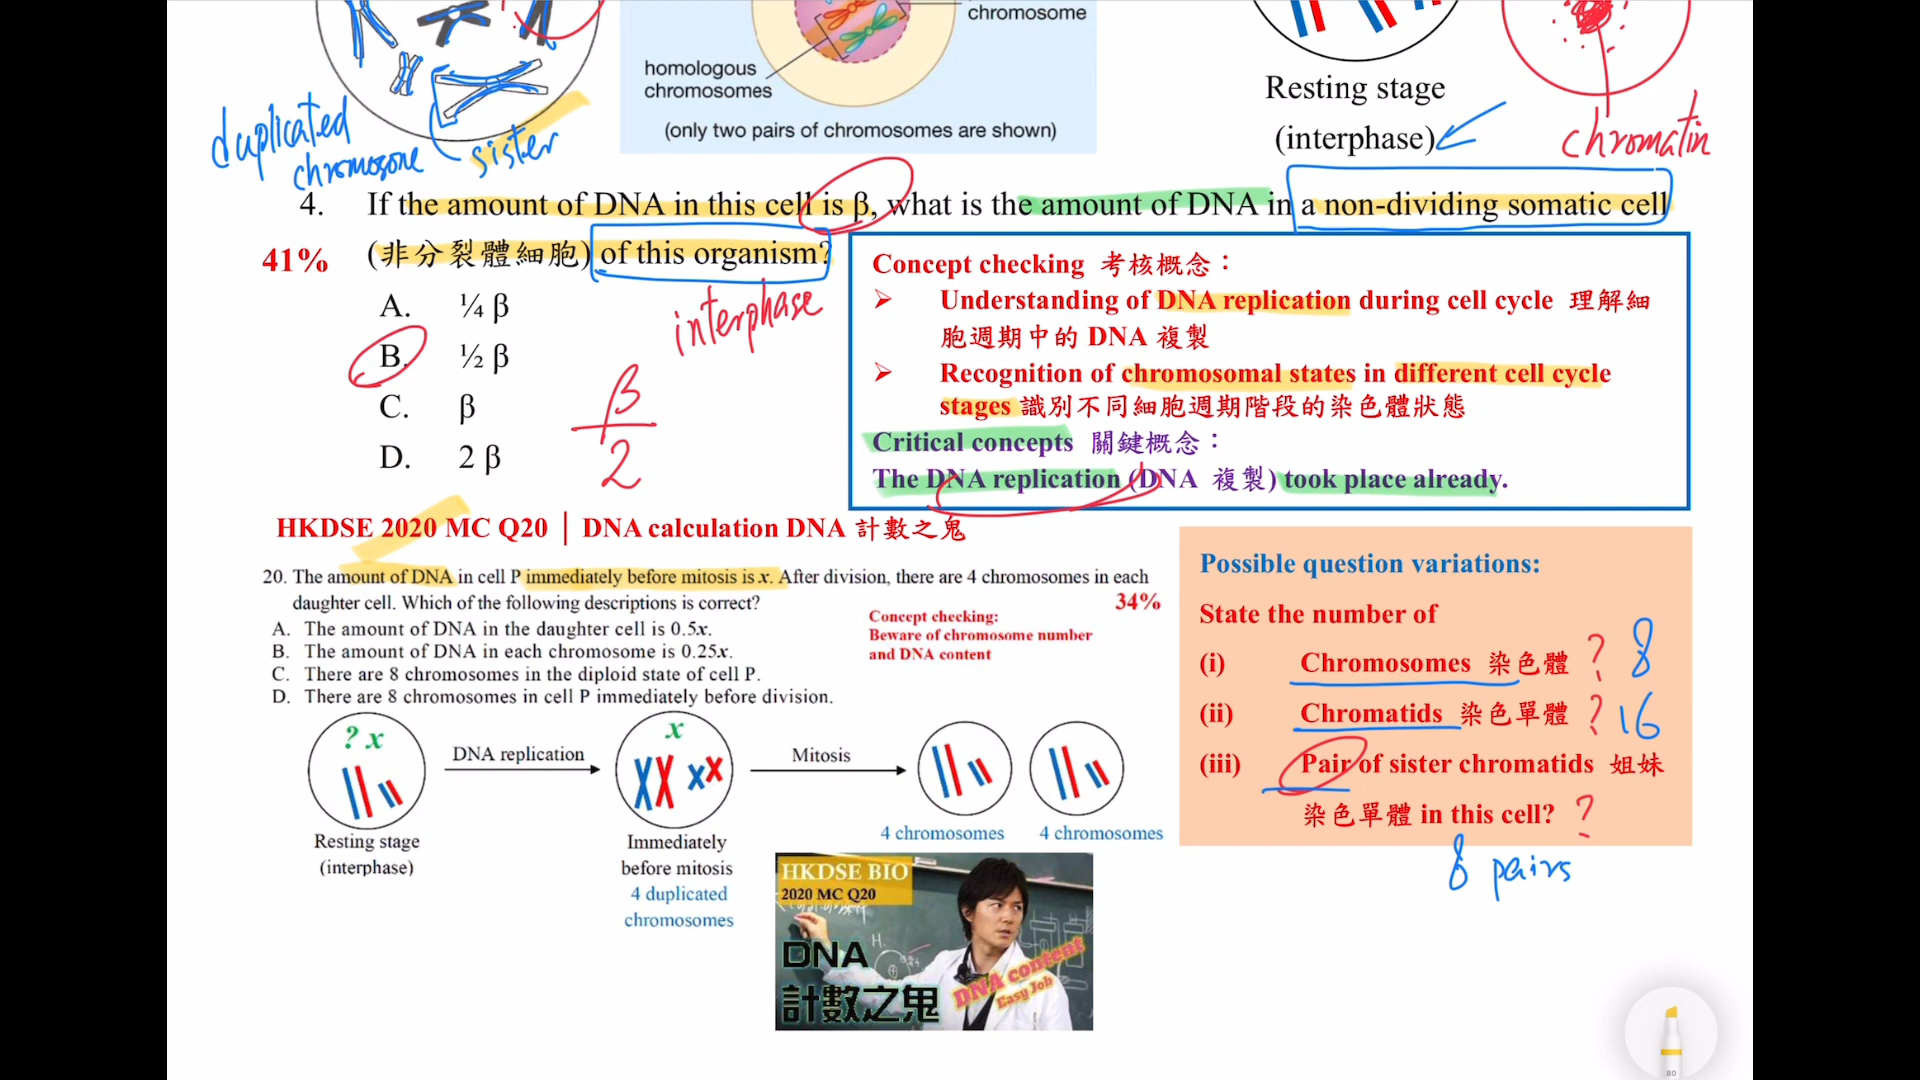 chromosome
homologous
chromosomes
(only two pairs of chromosomes are shown)
Resting stage
(interphase)
chromatin
duplicated
chromosome
sister
4. If the amount of DNA in this cell is β, what is the amount of DNA in a non-dividing somatic cell
41% (非分裂體細胞) of this organism?
A. ¼ β
B. ½ β
C. β
D. 2 β
interphase
β
2
Concept checking 考核概念：
➢ Understanding of DNA replication during cell cycle 理解細
胞週期中的 DNA 複製
➢ Recognition of chromosomal states in different cell cycle
stages 識別不同細胞週期階段的染色體狀態
Critical concepts 關鍵概念：
The DNA replication (DNA 複製) took place already.
HKDSE 2020 MC Q20 │ DNA calculation DNA 計數之鬼
20. The amount of DNA in cell P immediately before mitosis is x. After division, there are 4 chromosomes in each
daughter cell. Which of the following descriptions is correct?
34%
A. The amount of DNA in the daughter cell is 0.5x.
B. The amount of DNA in each chromosome is 0.25x.
C. There are 8 chromosomes in the diploid state of cell P.
D. There are 8 chromosomes in cell P immediately before division.
Concept checking:
Beware of chromosome number
and DNA content
? x
DNA replication
x
Mitosis
Resting stage
(interphase)
Immediately
before mitosis
4 duplicated
chromosomes
4 chromosomes
4 chromosomes
Possible question variations:
State the number of
(i) Chromosomes 染色體 ? 8
(ii) Chromatids 染色單體 ? 16
(iii) Pair of sister chromatids 姐妹
染色單體 in this cell? ?
8 pairs
HKDSE BIO
2020 MC Q20
DNA
計數之鬼
DNA content
Easy Job
80